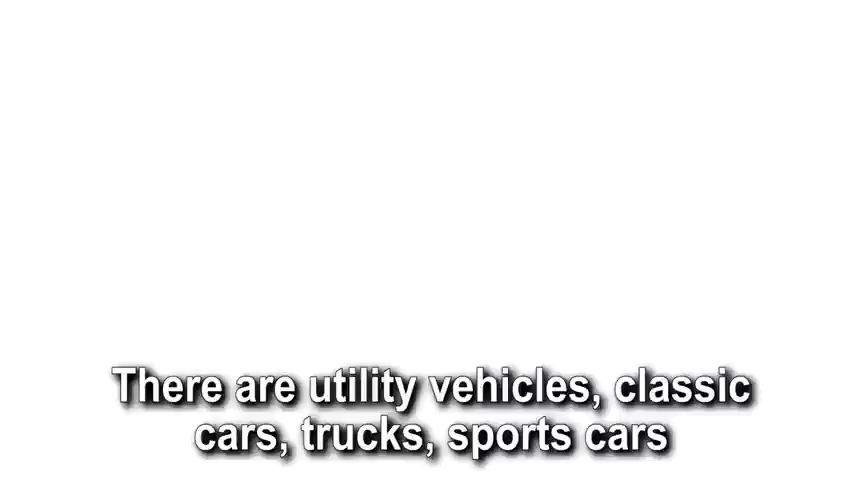 There are utility vehicles, classic
cars, trucks, sports cars